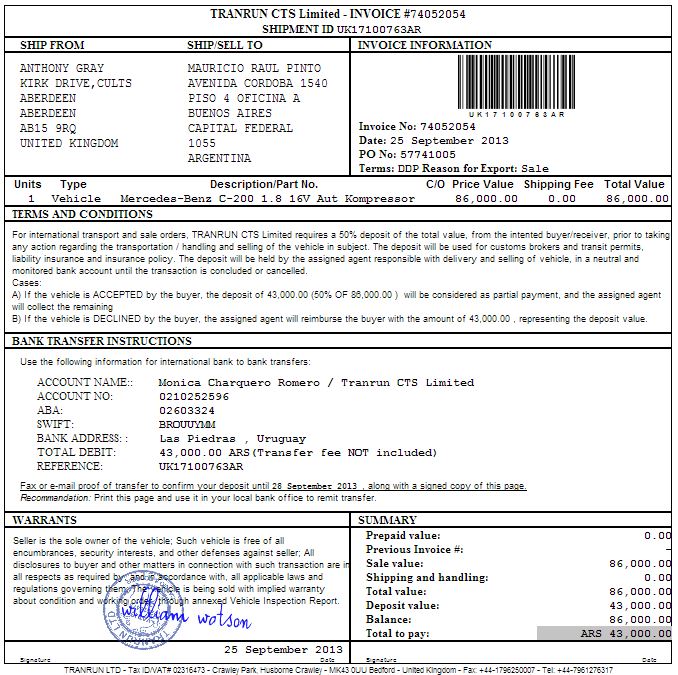 TRANRUN CTS Limited - INVOICE #74052054
SHIPMENT ID UK17100763AR
SHIP FROM
ANTHONY GRAY
KIRK DRIVE,CULTS
ABERDEEN
ABERDEEN
AB15 9RQ
UNITED KINGDOM
SHIP/SELL TO
MAURICIO RAUL PINTO
AVENIDA CORDOBA 1540
PISO 4 OFICINA A
BUENOS AIRES
CAPITAL FEDERAL
1055
ARGENTINA
INVOICE INFORMATION
UK17100763AR
Invoice No: 74052054
Date: 25 September 2013
PO No: 57741005
Terms: DDP Reason for Export: Sale
Units Type Description/Part No. C/O Price Value Shipping Fee Total Value
1 Vehicle Mercedes-Benz C-200 1.8 16V Aut Kompressor 86,000.00 0.00 86,000.00
TERMS AND CONDITIONS
For international transport and sale orders, TRANRUN CTS Limited requires a 50% deposit of the total value, from the intented buyer/receiver, prior to taking
any action regarding the transportation / handling and selling of the vehicle in subject. The deposit will be used for customs brokers and transit permits,
liability insurance and insurance policy. The deposit will be held by the assigned agent responsible with delivery and selling of vehicle, in a neutral and
monitored bank account until the transaction is concluded or cancelled.
Cases:
A) If the vehicle is ACCEPTED by the buyer, the deposit of 43,000.00 (50% OF 86,000.00 ) will be considered as partial payment, and the assigned agent
will collect the remaining
B) If the vehicle is DECLINED by the buyer, the assigned agent will reimburse the buyer with the amount of 43,000.00 , representing the deposit value.
BANK TRANSFER INSTRUCTIONS
Use the following information for international bank to bank transfers:
ACCOUNT NAME:: Monica Charquero Romero / Tranrun CTS Limited
ACCOUNT NO: 0210252596
ABA: 02603324
SWIFT: BROUUYMM
BANK ADDRESS: : Las Piedras , Uruguay
TOTAL DEBIT: 43,000.00 ARS(Transfer fee NOT included)
REFERENCE: UK17100763AR
Fax or e-mail proof of transfer to confirm your deposit until 26 September 2013 , along with a signed copy of this page.
Recommandation: Print this page and use it in your local bank office to remit transfer.
WARRANTS
Seller is the sole owner of the vehicle; Such vehicle is free of all
encumbrances, security interests, and other defenses against seller; All
disclosures to buyer and other matters in connection with such transaction are in
all respects as required by, and in accordance with, all applicable laws and
regulations governing them. The vehicle is being sold with implied warranty
about condition and working order, through annexed Vehicle Inspection Report.
william watson
25 September 2013
Signature Date
SUMMARY
Prepaid value: 0.00
Previous Invoice #: –
Sale value: 86,000.00
Shipping and handling: 0.00
Total value: 86,000.00
Deposit value: 43,000.00
Balance: 86,000.00
Total to pay: ARS 43,000.00
Signature Date
TRANRUN LTD - Tax ID/VAT# 02316473 - Crawley Park, Husborne Crawley - MK43 0UU Bedford - United Kingdom - Fax: +44-1796250007 - Tel: +44-7961276317